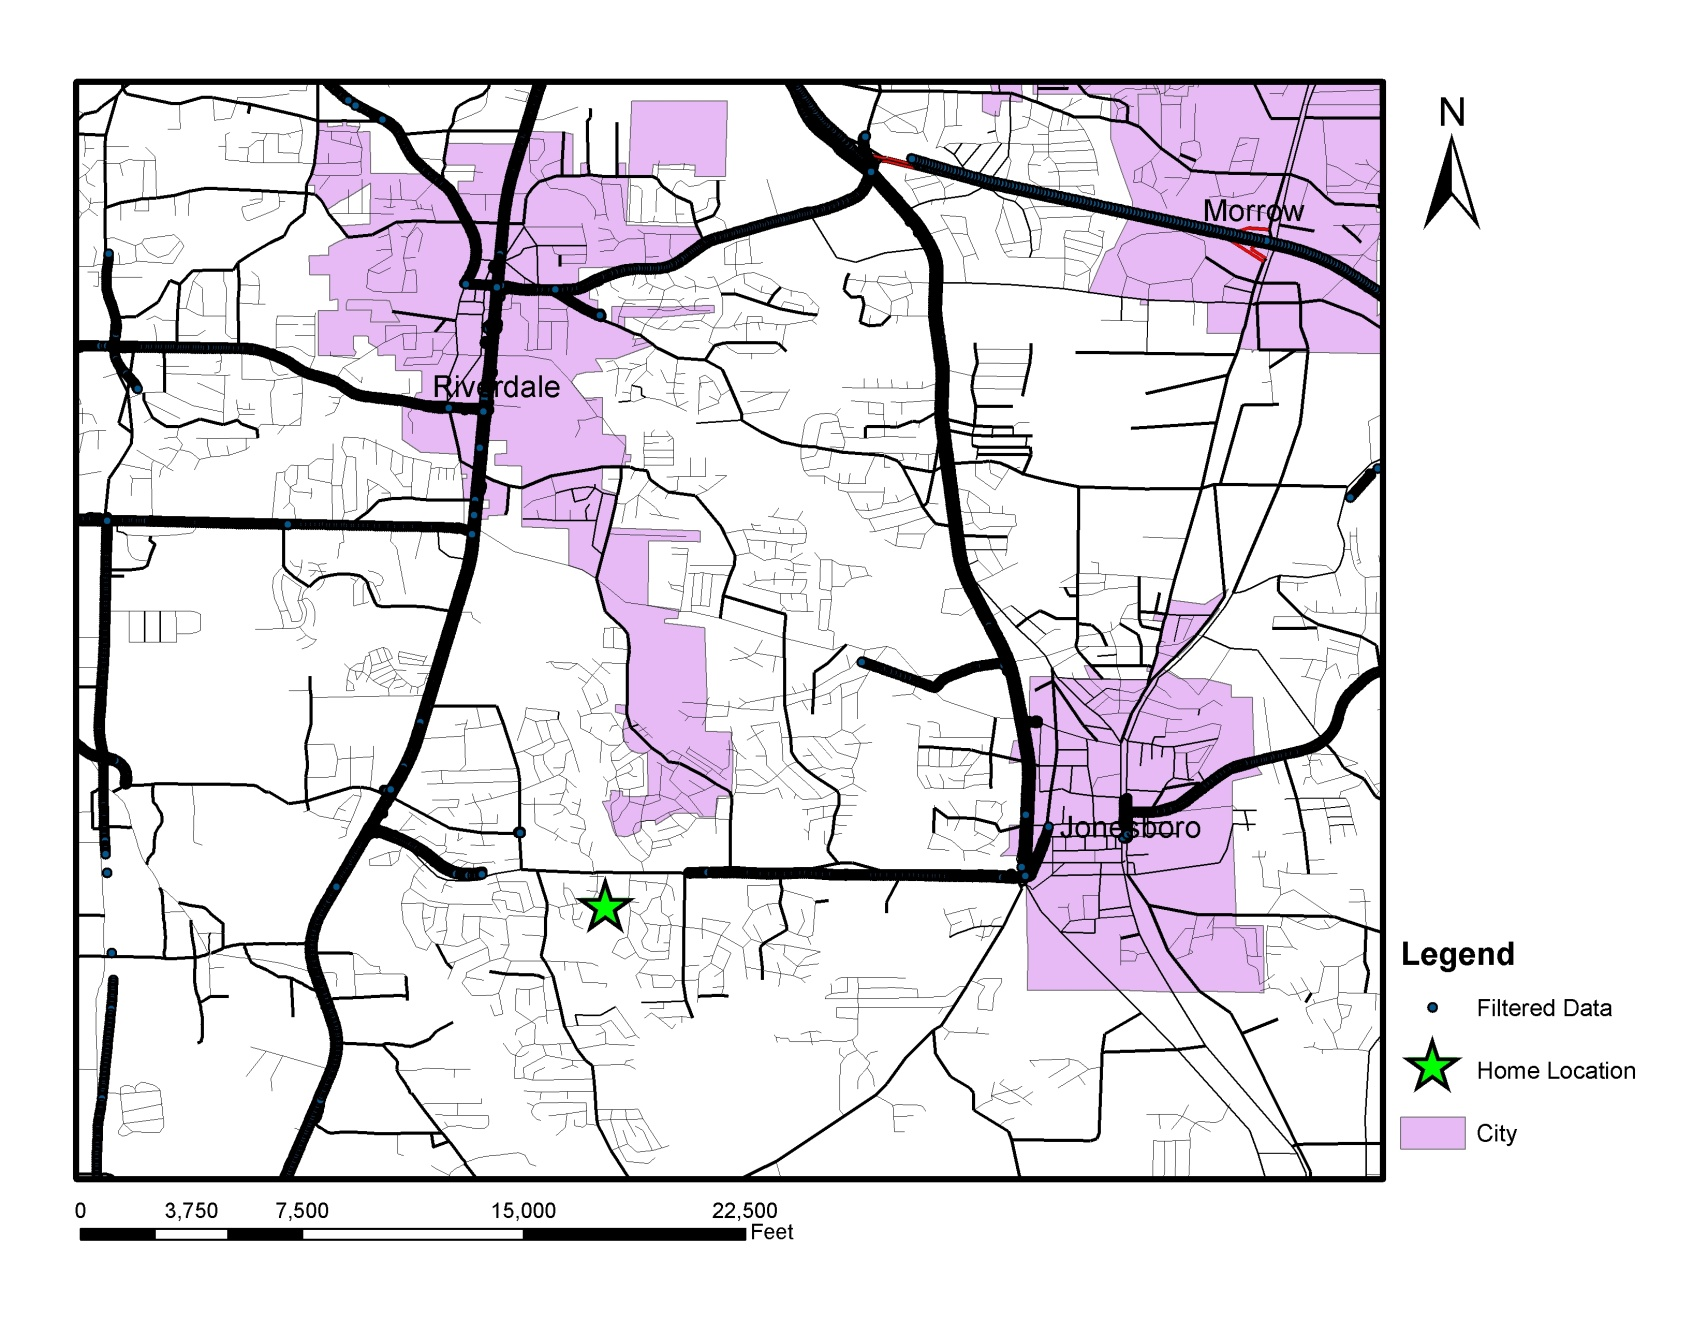 N
Morrow
Riverdale
Jonesboro
Legend
Filtered Data
Home Location
City
0 3,750 7,500 15,000 22,500
Feet